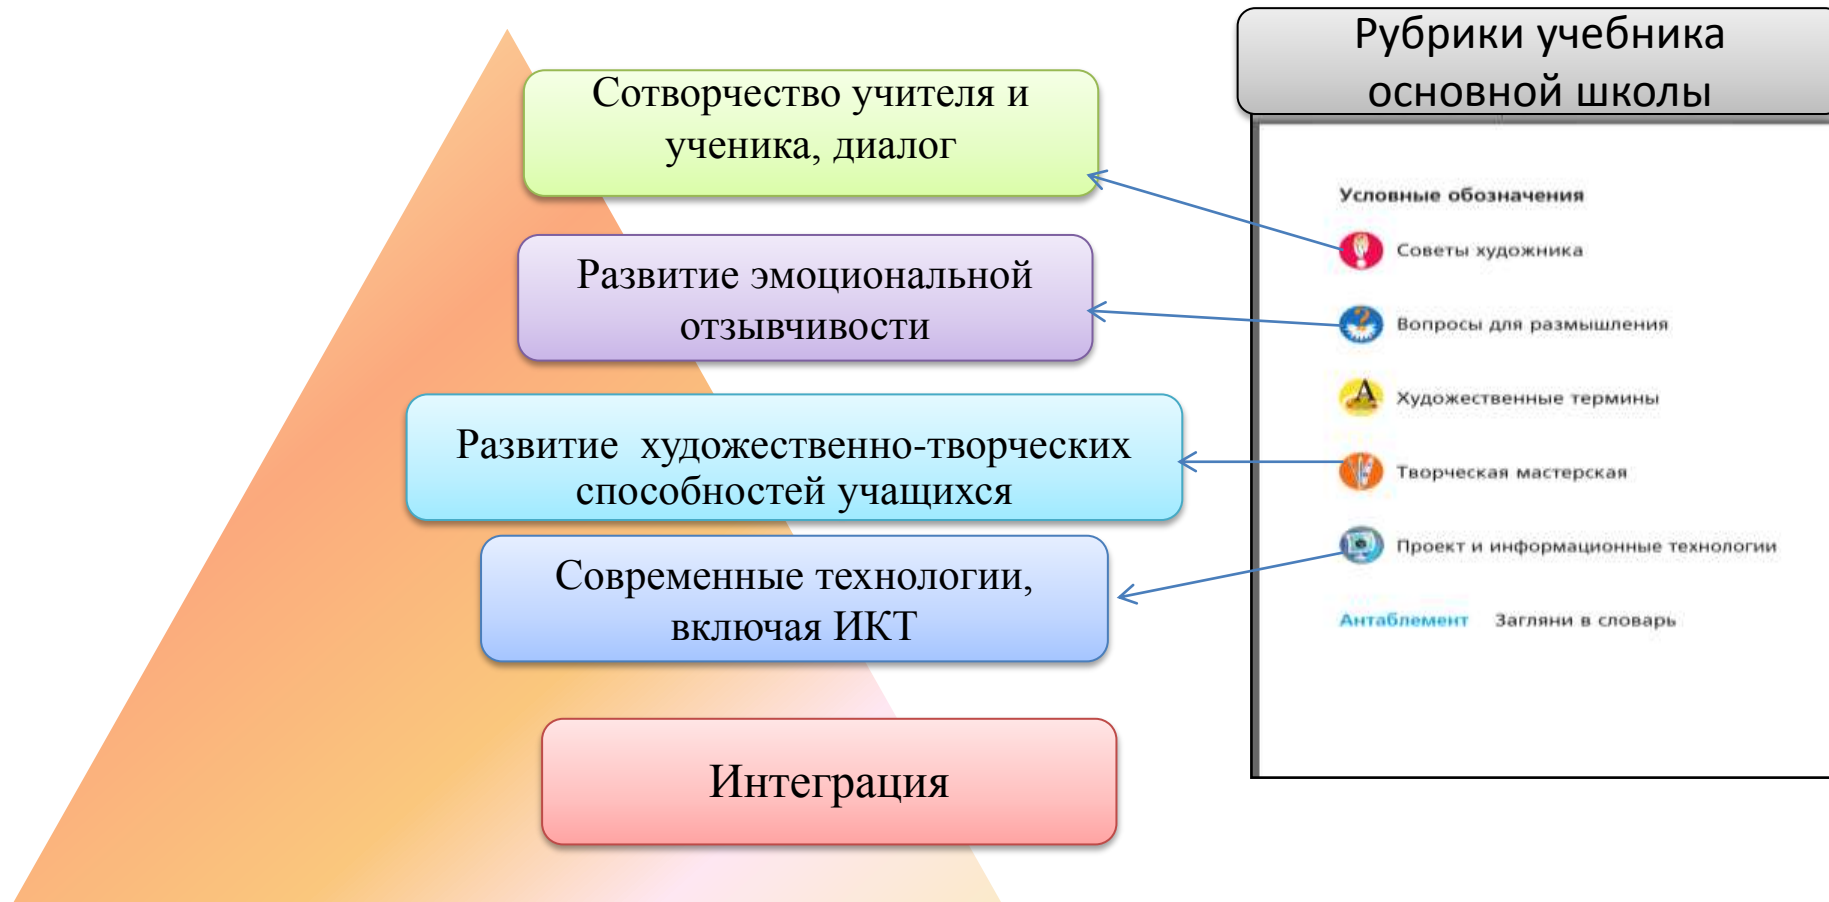 Рубрики учебника
основной школы
Сотворчество учителя и
ученика, диалог
Развитие эмоциональной
отзывчивости
Развитие художественно-творческих
способностей учащихся
Современные технологии,
включая ИКТ
Интеграция
Условные обозначения
Советы художника
? Вопросы для размышления
А Художественные термины
Творческая мастерская
Проект и информационные технологии
Антаблемент Загляни в словарь